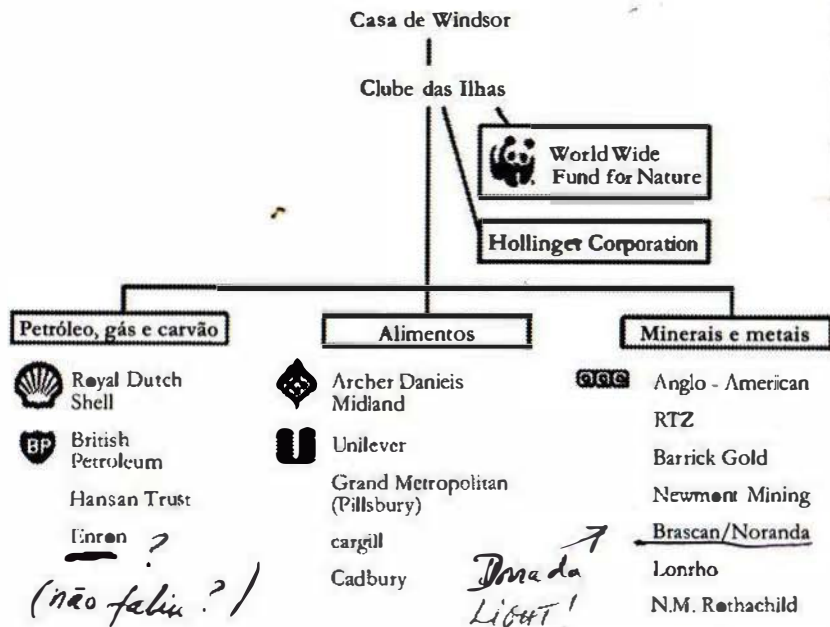 Casa de Windsor
Clube das Ilhas
World Wide
Fund for Nature
Hollinger Corporation
Petróleo, gás e carvão
Royal Dutch
Shell
BP
British
Petroleum
Hansan Trust
Enron ?
(não faliu ?)
Alimentos
Archer Danieis
Midland
Unilever
Grand Metropolitan
(Pillsbury)
cargill
Cadbury
Minerais e metais
Anglo - American
RTZ
Barrick Gold
Newmont Mining
Brascan/Noranda
Dona da
LIGHT!
Lonrho
N.M. Rothachild